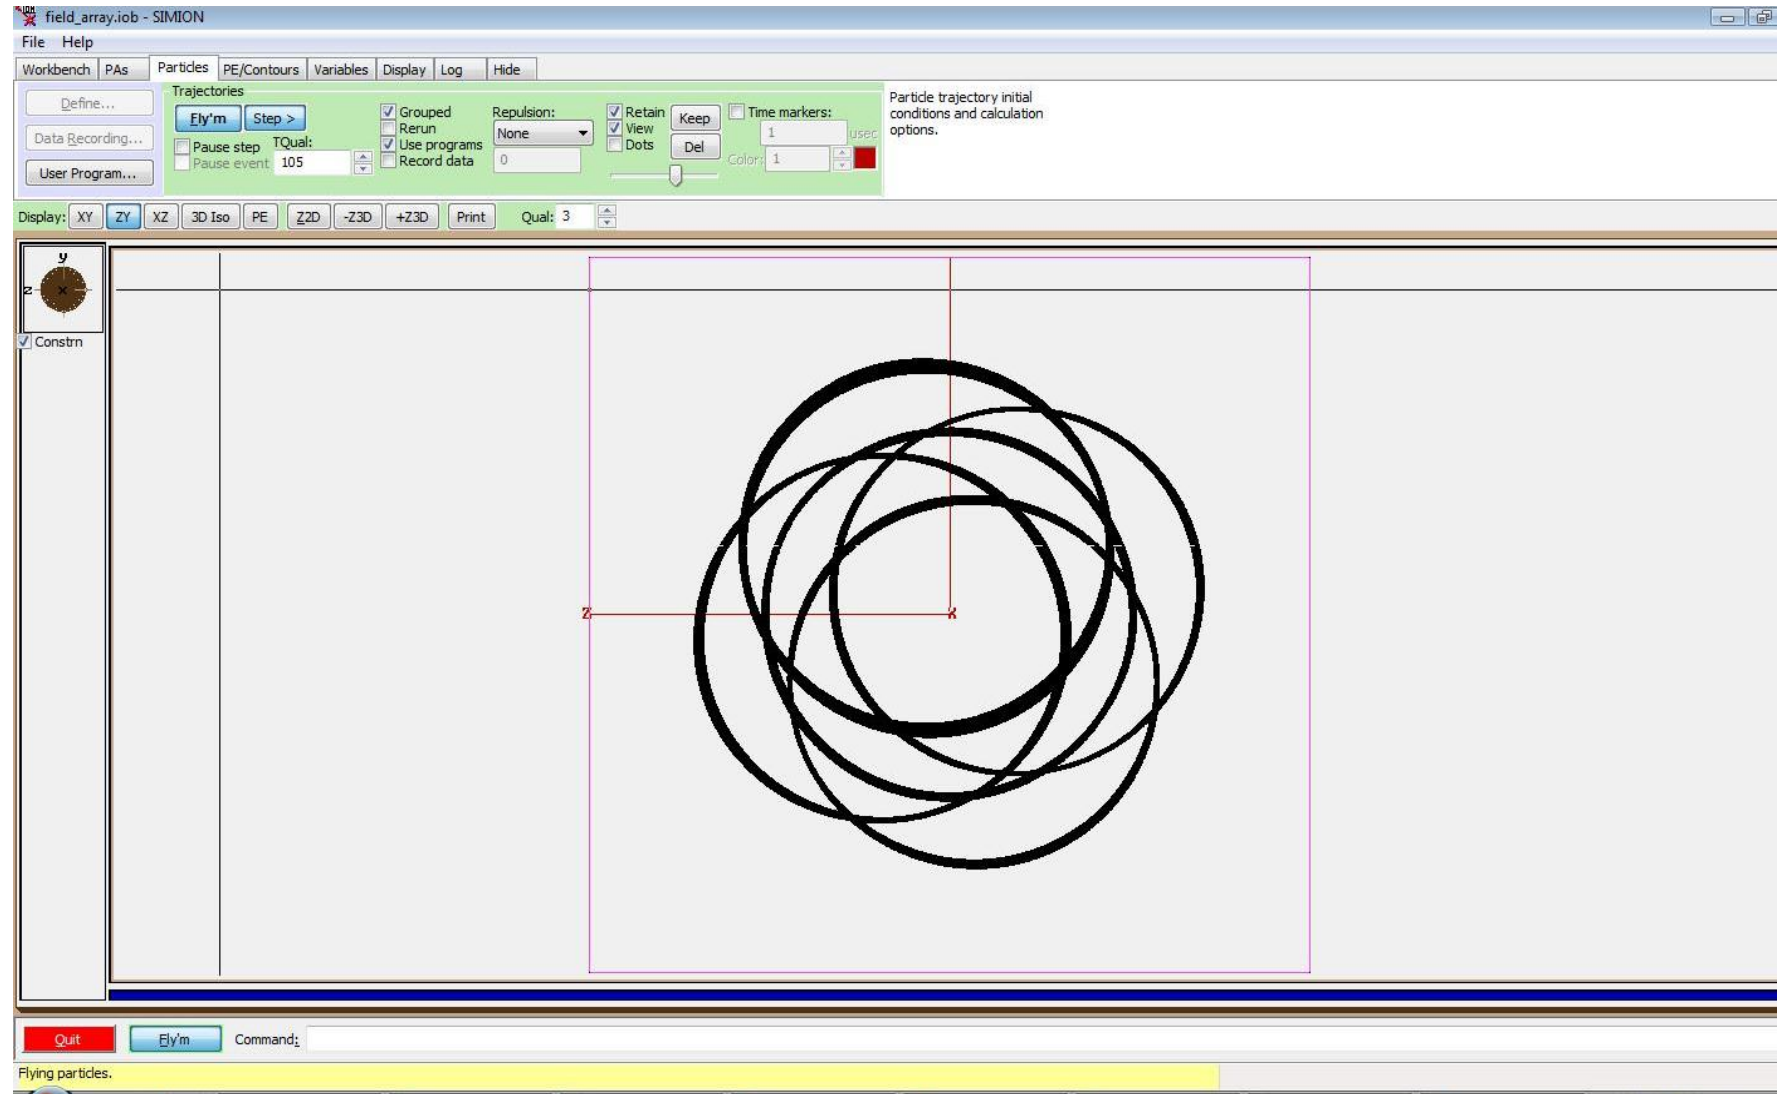 field_array.iob - SIMION
File Help
Workbench PAs Particles PE/Contours Variables Display Log Hide
Define...
Data Recording...
User Program...
Trajectories
Fly'm Step >
Pause step TQual:
Pause event 105
Grouped
Rerun
Use programs
Record data
Repulsion:
None
0
Retain
View
Dots
Keep
Del
Time markers:
1 usec
Color: 1
Particle trajectory initial
conditions and calculation
options.
Display: XY ZY XZ 3D Iso PE Z2D -Z3D +Z3D Print Qual: 3
y
z x
Constrn
Z X
Quit Fly'm Command:
Flying particles.